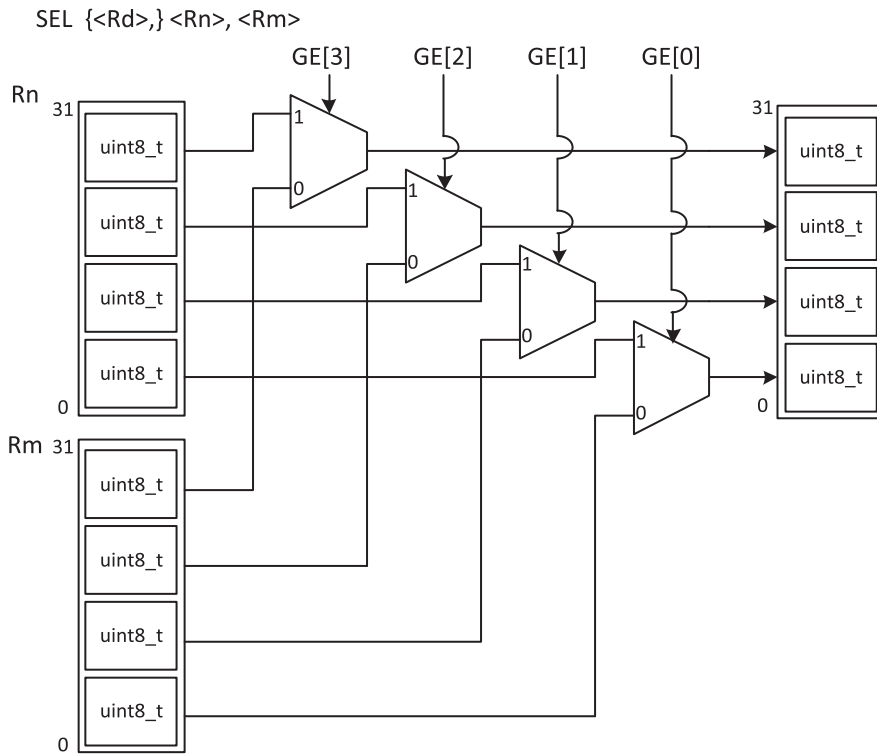 SEL {<Rd>,} <Rn>, <Rm>
GE[3] GE[2] GE[1] GE[0]
Rn
31
31
1
uint8_t
uint8_t
0
1
uint8_t
uint8_t
0
1
uint8_t
uint8_t
0
1
uint8_t
uint8_t
0
0
0
Rm
31
uint8_t
uint8_t
uint8_t
uint8_t
0